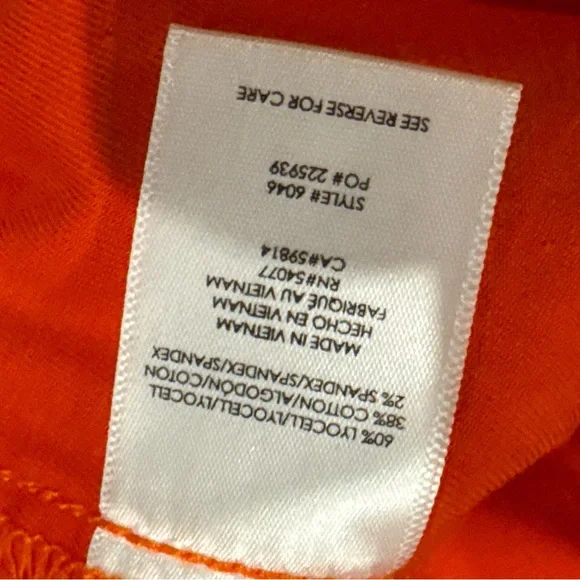 60% LYOCELL/LYOCELL/LYOCELL
38% COTTON/ALGODÓN/COTON
2% SPANDEX/SPANDEX/SPANDEX
MADE IN VIETNAM
HECHO EN VIETNAM
FABRIQUÉ AU VIETNAM
RN#54077
CA#59814
STYLE# 6046
PO# 225939
SEE REVERSE FOR CARE